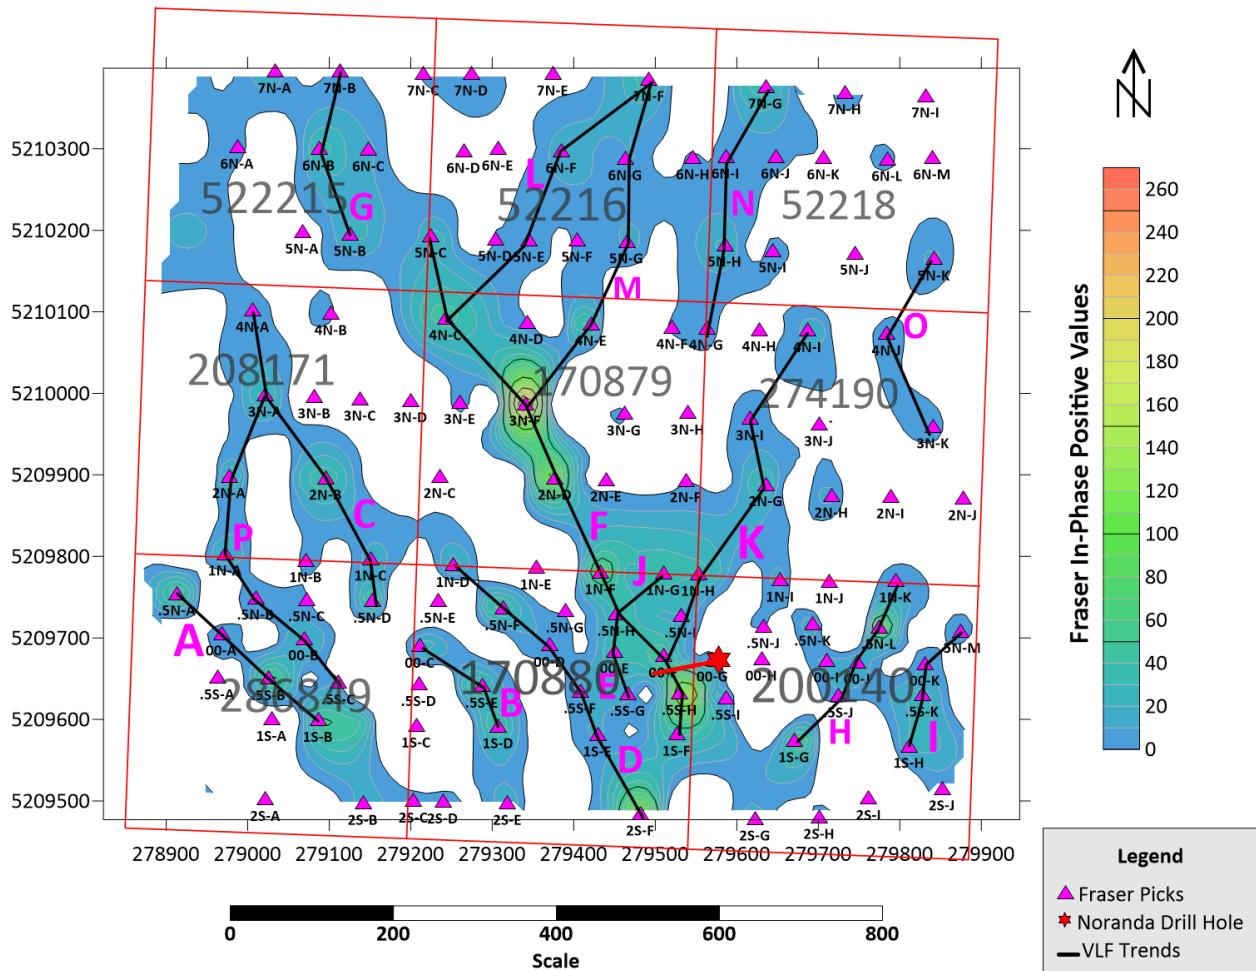 7N-A 7N-B 7N-C 7N-D 7N-E 7N-F 7N-G 7N-H 7N-I
N
5210300
6N-A 6N-B 6N-C 6N-D 6N-E 6N-F 6N-G 6N-H 6N-I 6N-J 6N-K 6N-L 6N-M
L
522215 G 52216 N 52218
5210200
5N-A 5N-B 5N-C 5N-D 5N-E 5N-F 5N-G 5N-H 5N-I 5N-J 5N-K
M
5210100
4N-A 4N-B 4N-C 4N-D 4N-E 4N-F 4N-G 4N-H 4N-I 4N-J
O
208171 170879 274190
5210000
3N-A 3N-B 3N-C 3N-D 3N-E 3N-F 3N-G 3N-H 3N-I 3N-J 3N-K
5209900
2N-A 2N-B 2N-C 2N-D 2N-E 2N-F 2N-G 2N-H 2N-I 2N-J
P C F K
5209800
J
1N-A 1N-B 1N-C 1N-D 1N-E 1N-F 1N-G 1N-H 1N-I 1N-J 1N-K
.5N-A .5N-B .5N-C .5N-D .5N-E .5N-F .5N-G .5N-H .5N-I .5N-J .5N-K .5N-L .5N-M
5209700
A
00-A 00-B 00-C 00-D 00-E 00-G 00-H 00-I 00-J 00-K
286849 170880 200140
.5S-A .5S-B .5S-C .5S-D .5S-E .5S-F .5S-G .5S-H .5S-I .5S-J .5S-K
B E H I
5209600
1S-A 1S-B 1S-C 1S-D 1S-E 1S-F 1S-G 1S-H
D
5209500
2S-A 2S-B 2S-C 2S-D 2S-E 2S-F 2S-G 2S-H 2S-I 2S-J
278900 279000 279100 279200 279300 279400 279500 279600 279700 279800 279900
0 200 400 600 800
Scale
Fraser In-Phase Positive Values
260
240
220
200
180
160
140
120
100
80
60
40
20
0
Legend
Fraser Picks
Noranda Drill Hole
VLF Trends